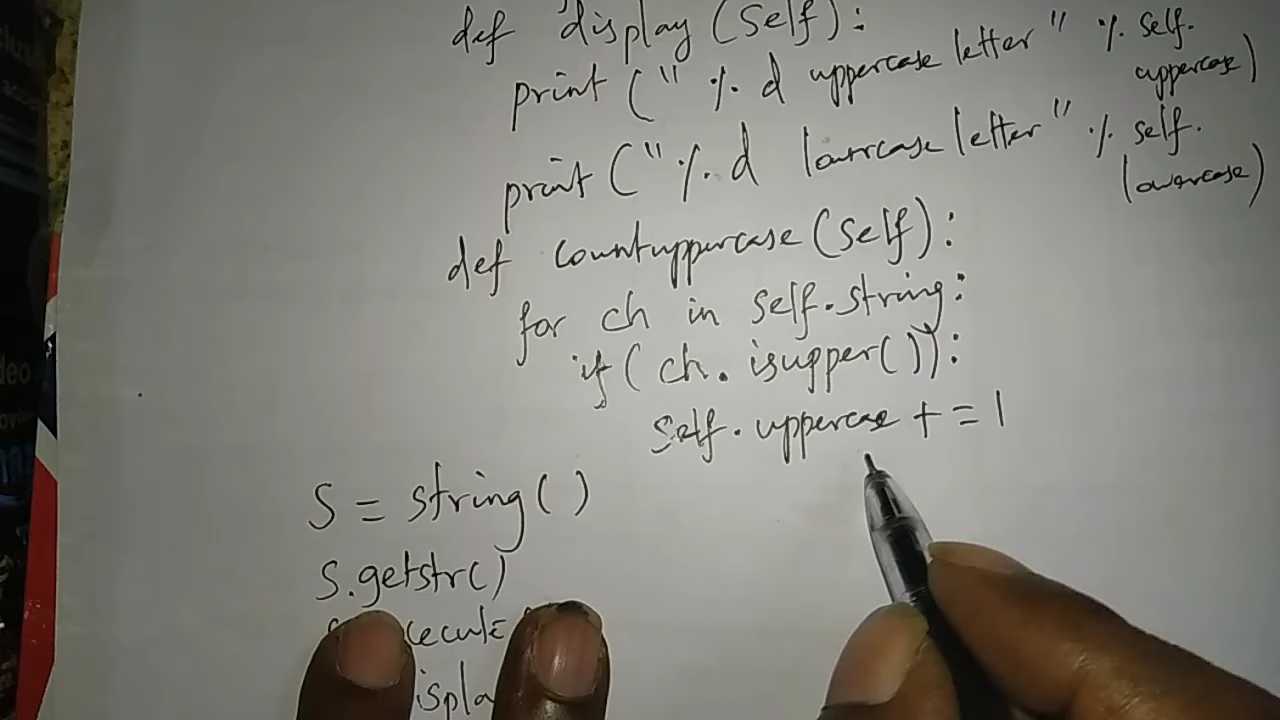 def display (self):
print (" %. d uppercase letter" %. self.
uppercase)
print ("%. d lowercase letter" %. self.
lowercase)
def countuppercase (self):
for ch in self.string:
if ( ch. isupper()):
self. uppercase + = 1
S = string( )
S.getstr()